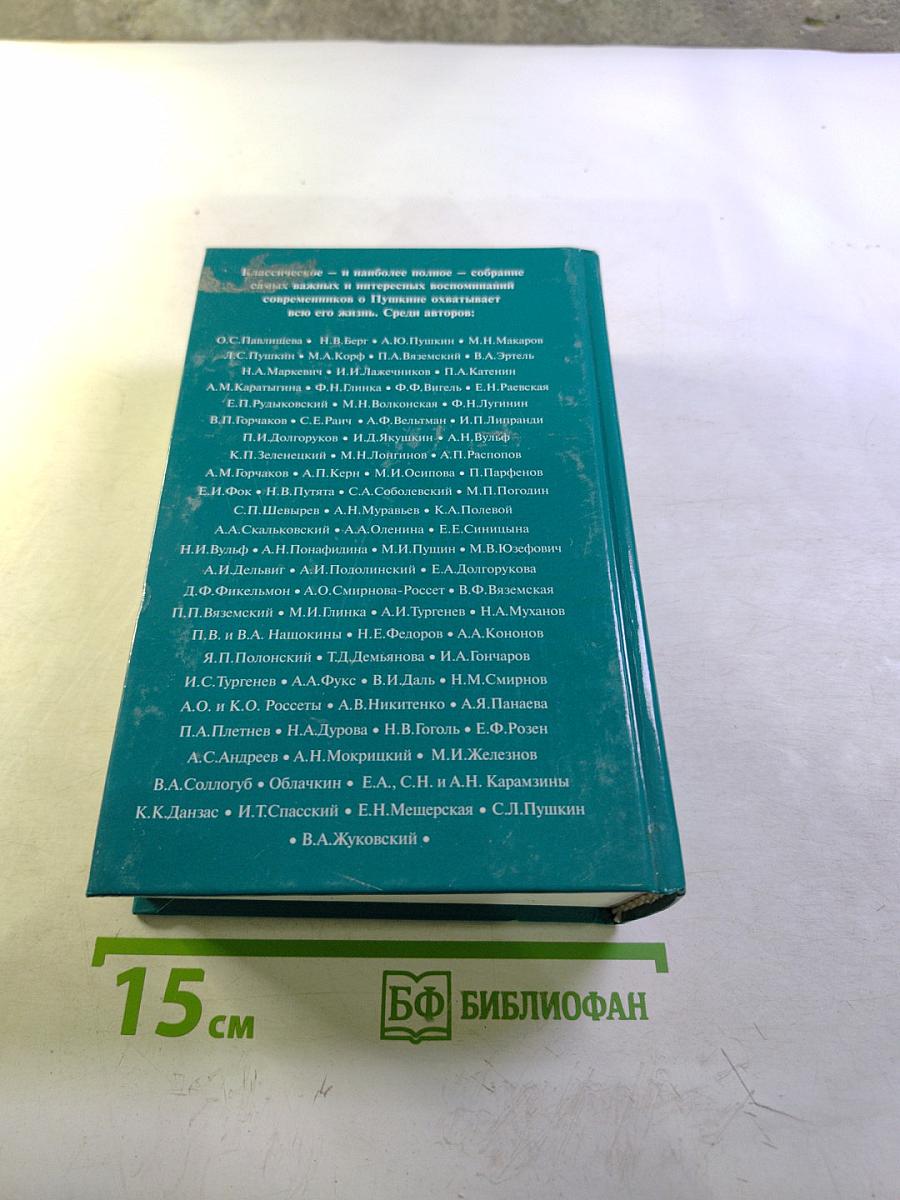 Классическое – и наиболее полное – собрание
самых важных и интересных воспоминаний
современников о Пушкине охватывает
всю его жизнь. Среди авторов:
О.С.Павлищева • Н.В.Берг • А.Ю.Пушкин • М.Н.Макаров
Л.С.Пушкин • М.А.Корф • П.А.Вяземский • В.А.Эртель
Н.А.Маркевич • И.И.Лажечников • П.А.Катенин
А.М.Каратыгина • Ф.Н.Глинка • Ф.Ф.Вигель • Е.Н.Раевская
Е.П.Рудыковский • М.Н.Волконская • Ф.Н.Лугинин
В.П.Горчаков • С.Е.Раич • А.Ф.Вельтман • И.П.Липранди
П.И.Долгоруков • И.Д.Якушкин • А.Н.Вульф
К.П.Зеленецкий • М.Н.Лонгинов • А.П.Распопов
А.М.Горчаков • А.П.Керн • М.И.Осипова • П.Парфенов
Е.И.Фок • Н.В.Путята • С.А.Соболевский • М.П.Погодин
С.П.Шевырев • А.Н.Муравьев • К.А.Полевой
А.А.Скальковский • А.А.Оленина • Е.Е.Синицына
Н.И.Вульф • А.Н.Понафидина • М.И.Пущин • М.В.Юзефович
А.И.Дельвиг • А.И.Подолинский • Е.А.Долгорукова
Д.Ф.Фикельмон • А.О.Смирнова-Россет • В.Ф.Вяземская
П.П.Вяземский • М.И.Глинка • А.И.Тургенев • Н.А.Муханов
П.В. и В.А. Нащокины • Н.Е.Федоров • А.А.Кононов
Я.П.Полонский • Т.Д.Демьянова • И.А.Гончаров
И.С.Тургенев • А.А.Фукс • В.И.Даль • Н.М.Смирнов
А.О. и К.О. Россеты • А.В.Никитенко • А.Я.Панаева
П.А.Плетнев • Н.А.Дурова • Н.В.Гоголь • Е.Ф.Розен
А.С.Андреев • А.Н.Мокрицкий • М.И.Железнов
В.А.Соллогуб • Облачкин • Е.А., С.Н. и А.Н. Карамзины
К.К.Данзас • И.Т.Спасский • Е.Н.Мещерская • С.Л.Пушкин
• В.А.Жуковский •
15 см
БФ БИБЛИОФАН